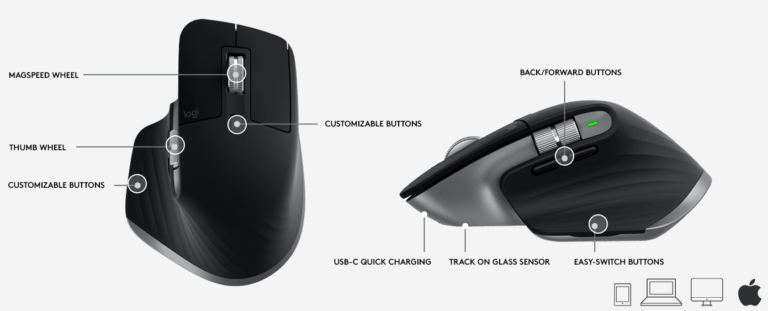 MAGSPEED WHEEL
logi
CUSTOMIZABLE BUTTONS
THUMB WHEEL
CUSTOMIZABLE BUTTONS
BACK/FORWARD BUTTONS
USB-C QUICK CHARGING
TRACK ON GLASS SENSOR
EASY-SWITCH BUTTONS